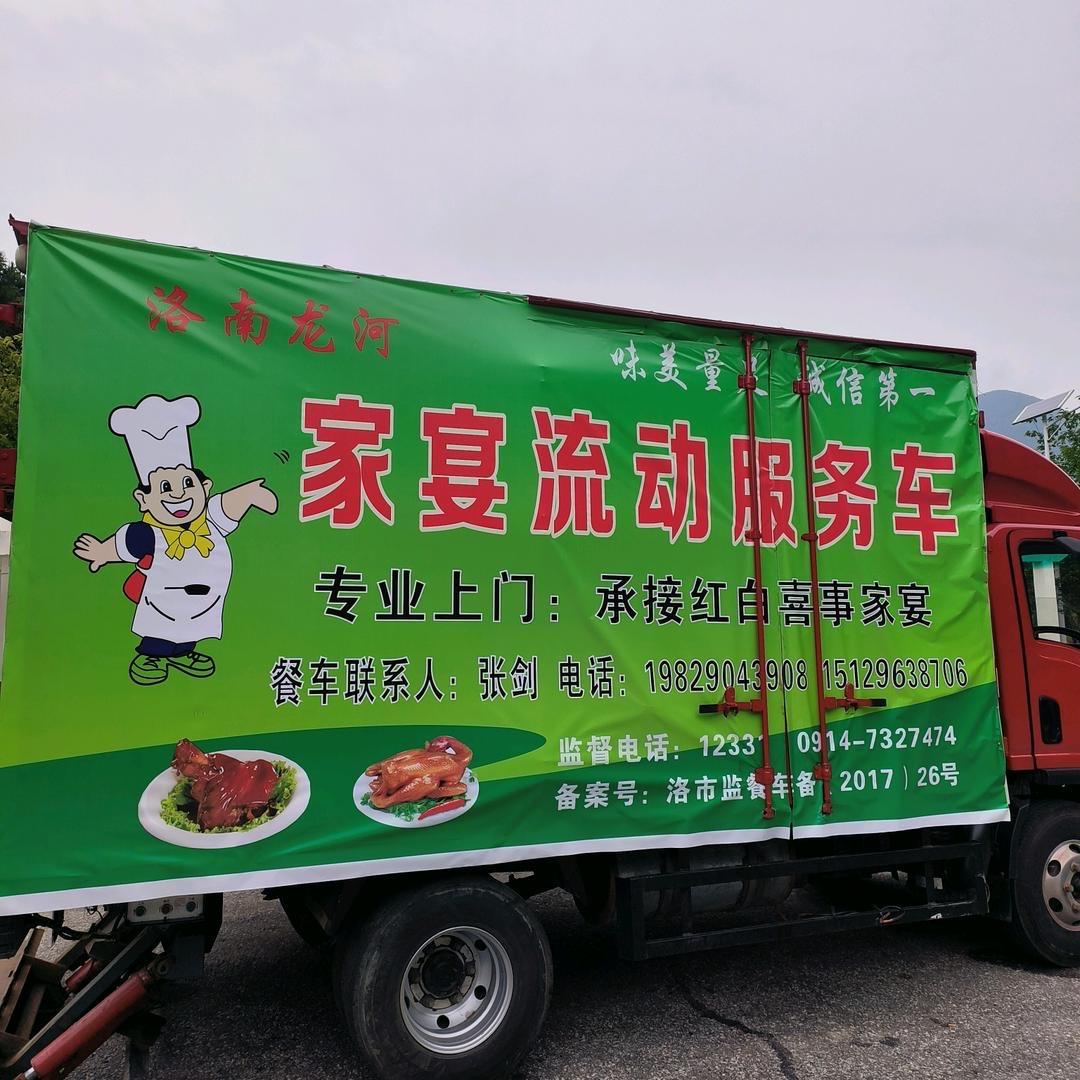 洛南龙河
味美量 诚信第一
家宴流动服务车
专业上门：承接红白喜事家宴
餐车联系人：张剑 电话：19829043908 15129638706
监督电话：12331 0914-7327474
备案号：洛市监餐车备 2017）26号